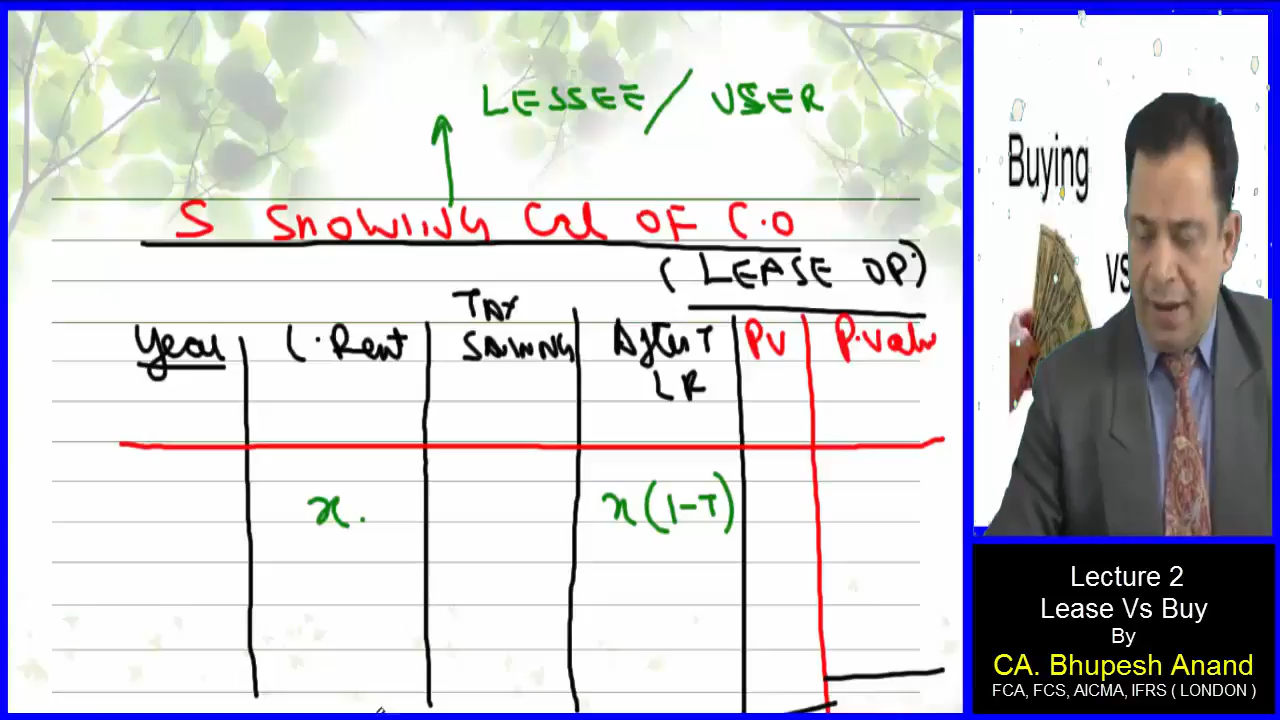 LESSEE / USER
S SHOWING Cal OF C.O
( LEASE OP. )
Year
L.Rent
TAX
SAVING
After T
LR
PV
P.Value
x.
x(1-T)
Buying
VS
Lecture 2
Lease Vs Buy
By
CA. Bhupesh Anand
FCA, FCS, AICMA, IFRS ( LONDON )